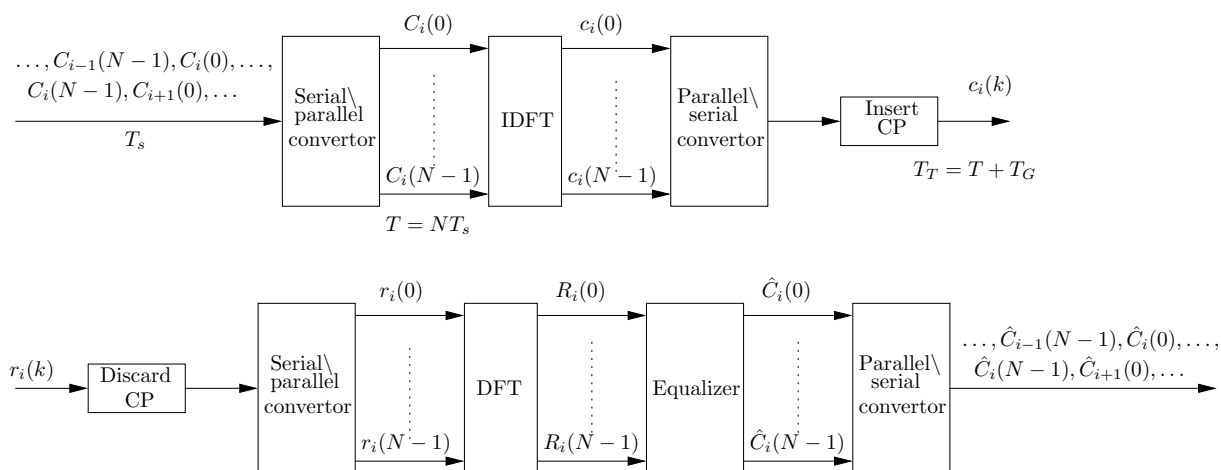 C_i(0)
c_i(0)
…, C_{i−1}(N − 1), C_i(0), …,
C_i(N − 1), C_{i+1}(0), …
T_s
Serial\
parallel
convertor
IDFT
Parallel\
serial
convertor
Insert
CP
c_i(k)
C_i(N − 1)
c_i(N − 1)
T = NT_s
T_T = T + T_G
r_i(0)
R_i(0)
Ĉ_i(0)
r_i(k)
Discard
CP
Serial\
parallel
convertor
DFT
Equalizer
Parallel\
serial
convertor
…, Ĉ_{i−1}(N − 1), Ĉ_i(0), …,
Ĉ_i(N − 1), Ĉ_{i+1}(0), …
r_i(N − 1)
R_i(N − 1)
Ĉ_i(N − 1)